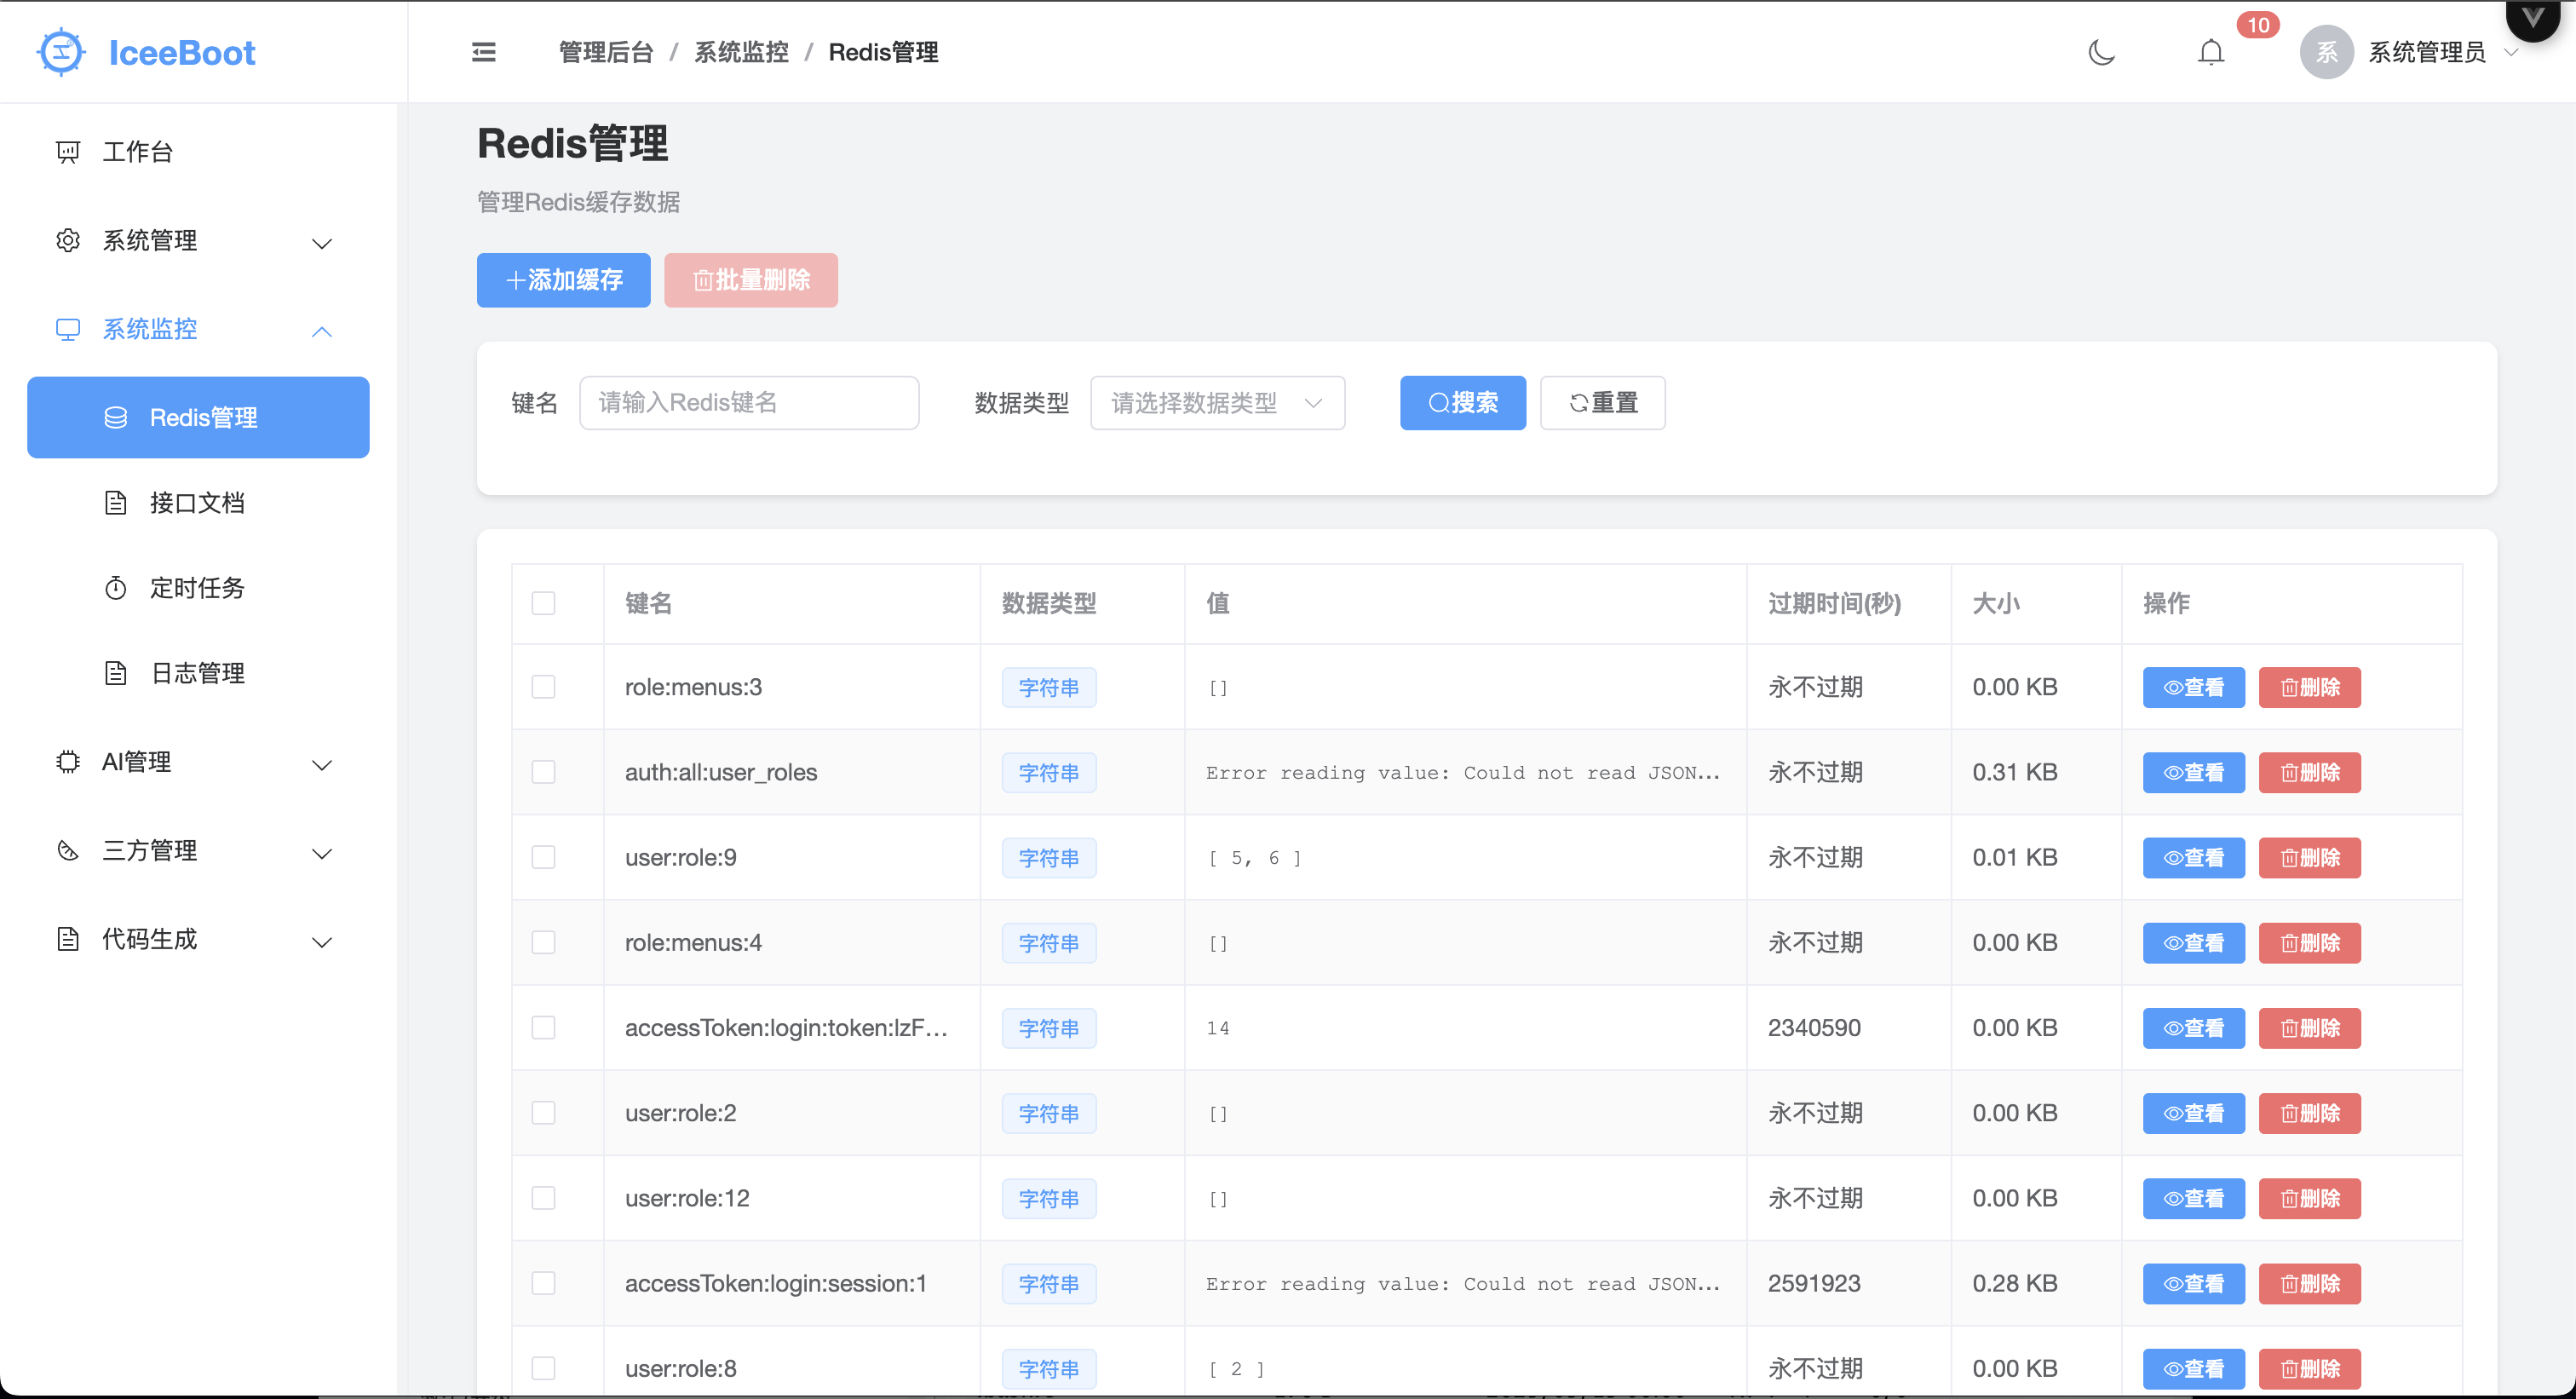 IceeBoot
管理后台 / 系统监控 / Redis管理
10
系 系统管理员
工作台
系统管理
系统监控
Redis管理
接口文档
定时任务
日志管理
AI管理
三方管理
代码生成
Redis管理
管理Redis缓存数据
添加缓存 批量删除
键名 请输入Redis键名 数据类型 请选择数据类型 搜索 重置
键名 数据类型 值 过期时间(秒) 大小 操作
role:menus:3 字符串 [] 永不过期 0.00 KB 查看 删除
auth:all:user_roles 字符串 Error reading value: Could not read JSON... 永不过期 0.31 KB 查看 删除
user:role:9 字符串 [ 5, 6 ] 永不过期 0.01 KB 查看 删除
role:menus:4 字符串 [] 永不过期 0.00 KB 查看 删除
accessToken:login:token:lzF... 字符串 14 2340590 0.00 KB 查看 删除
user:role:2 字符串 [] 永不过期 0.00 KB 查看 删除
user:role:12 字符串 [] 永不过期 0.00 KB 查看 删除
accessToken:login:session:1 字符串 Error reading value: Could not read JSON... 2591923 0.28 KB 查看 删除
user:role:8 字符串 [ 2 ] 永不过期 0.00 KB 查看 删除